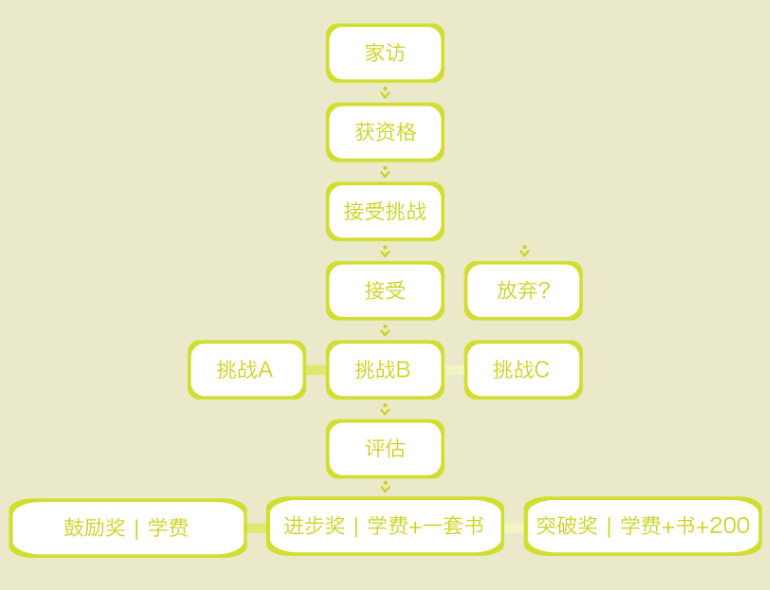 家访
获资格
接受挑战
接受
放弃?
挑战A
挑战B
挑战C
评估
鼓励奖 | 学费
进步奖 | 学费+一套书
突破奖 | 学费+书+200